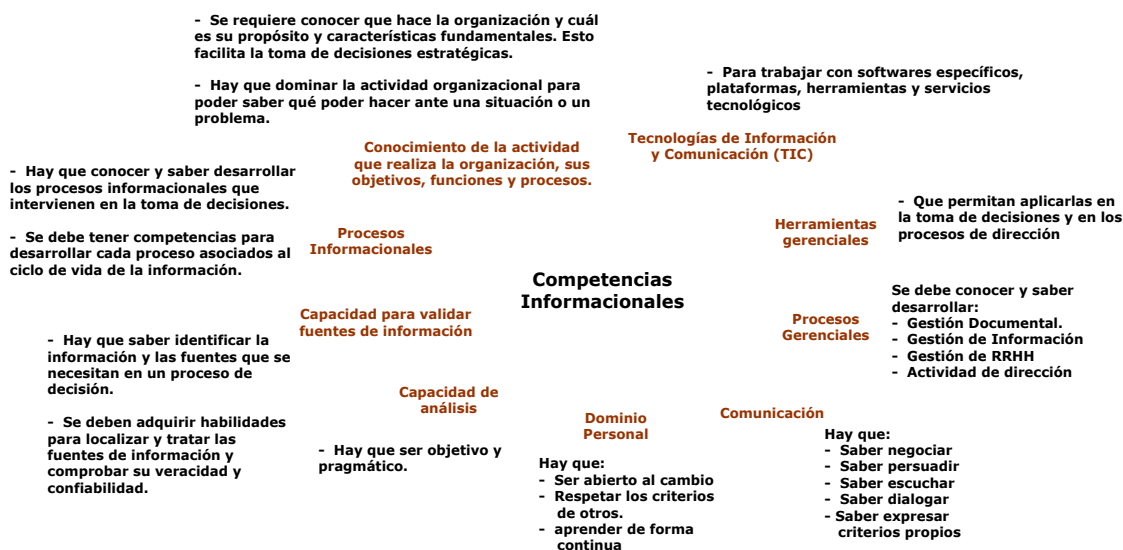 - Se requiere conocer que hace la organización y cuál
es su propósito y características fundamentales. Esto
facilita la toma de decisiones estratégicas.
- Hay que dominar la actividad organizacional para
poder saber qué poder hacer ante una situación o un
problema.
- Para trabajar con softwares específicos,
plataformas, herramientas y servicios
tecnológicos
Conocimiento de la actividad
que realiza la organización, sus
objetivos, funciones y procesos.
Tecnologías de Información
y Comunicación (TIC)
- Hay que conocer y saber desarrollar
los procesos informacionales que
intervienen en la toma de decisiones.
- Se debe tener competencias para
desarrollar cada proceso asociados al
ciclo de vida de la información.
Procesos
Informacionales
Herramientas
gerenciales
- Que permitan aplicarlas en
la toma de decisiones y en los
procesos de dirección
Competencias
Informacionales
Capacidad para validar
fuentes de información
Procesos
Gerenciales
Se debe conocer y saber
desarrollar:
- Gestión Documental.
- Gestión de Información
- Gestión de RRHH
- Actividad de dirección
- Hay que saber identificar la
información y las fuentes que se
necesitan en un proceso de
decisión.
- Se deben adquirir habilidades
para localizar y tratar las
fuentes de información y
comprobar su veracidad y
confiabilidad.
Capacidad de
análisis
- Hay que ser objetivo y
pragmático.
Dominio
Personal
Hay que:
- Ser abierto al cambio
- Respetar los criterios
de otros.
- aprender de forma
continua
Comunicación
Hay que:
- Saber negociar
- Saber persuadir
- Saber escuchar
- Saber dialogar
- Saber expresar
criterios propios